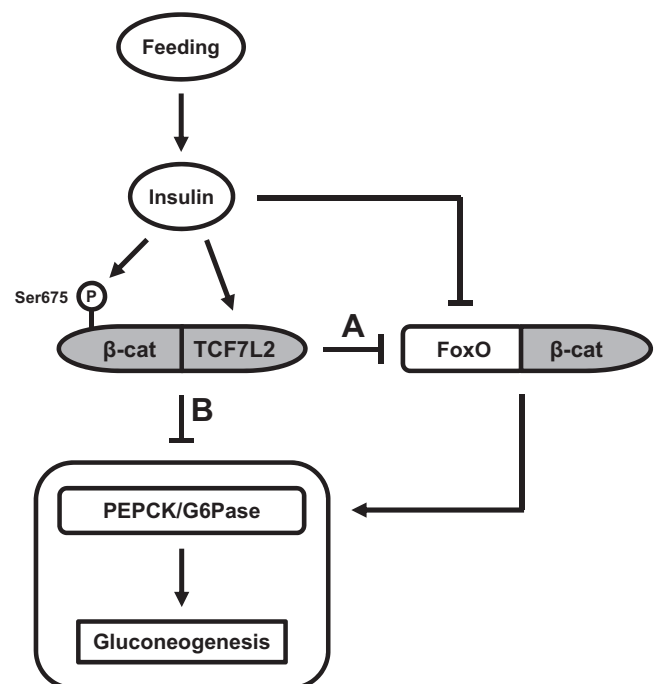 Feeding
Insulin
Ser675
P
β-cat
TCF7L2
A
FoxO
β-cat
B
PEPCK/G6Pase
Gluconeogenesis